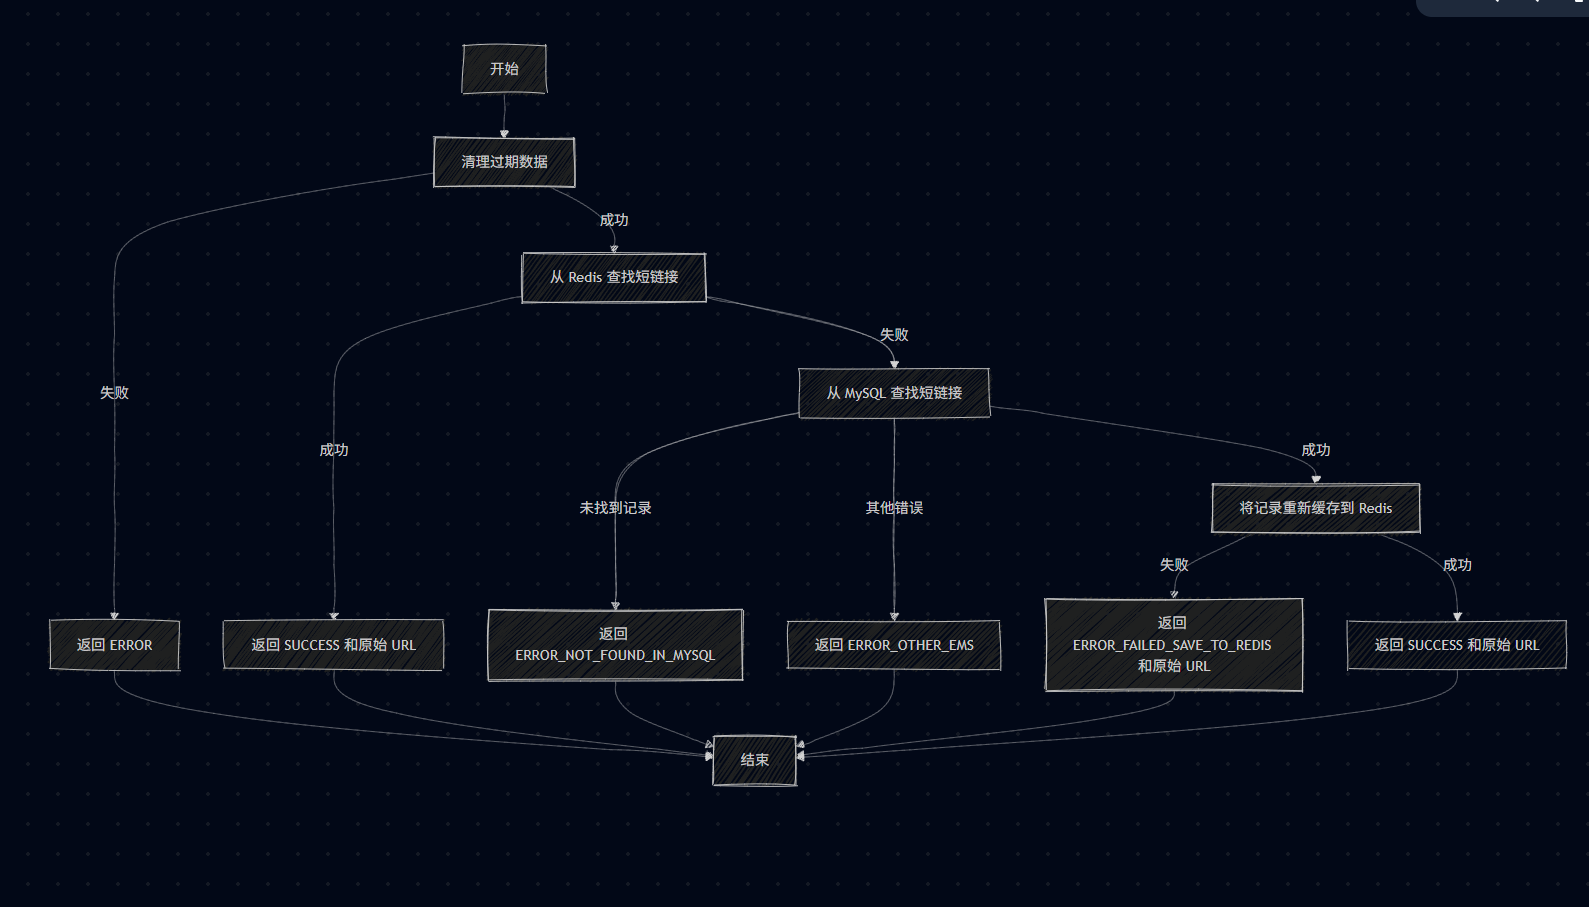 开始
清理过期数据
成功
从 Redis 查找短链接
失败
从 MySQL 查找短链接
失败
成功
成功
未找到记录
其他错误
将记录重新缓存到 Redis
失败
成功
返回 ERROR
返回 SUCCESS 和原始 URL
返回
ERROR_NOT_FOUND_IN_MYSQL
返回 ERROR_OTHER_EMS
返回
ERROR_FAILED_SAVE_TO_REDIS
和原始 URL
返回 SUCCESS 和原始 URL
结束